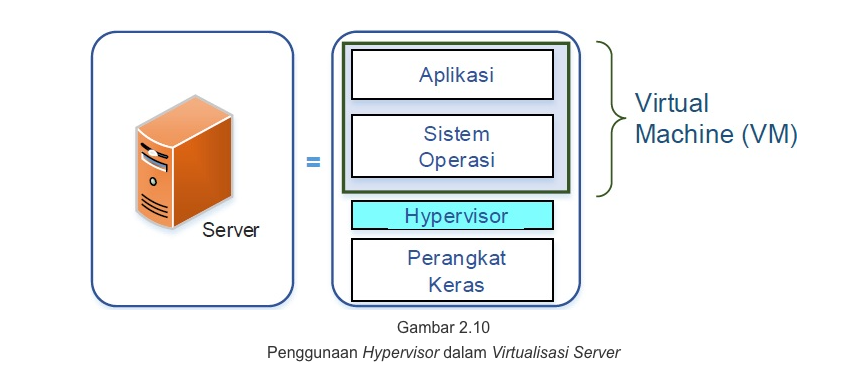 Server
=
Aplikasi
Sistem
Operasi
Hypervisor
Perangkat
Keras
Virtual
Machine (VM)
Gambar 2.10
Penggunaan Hypervisor dalam Virtualisasi Server